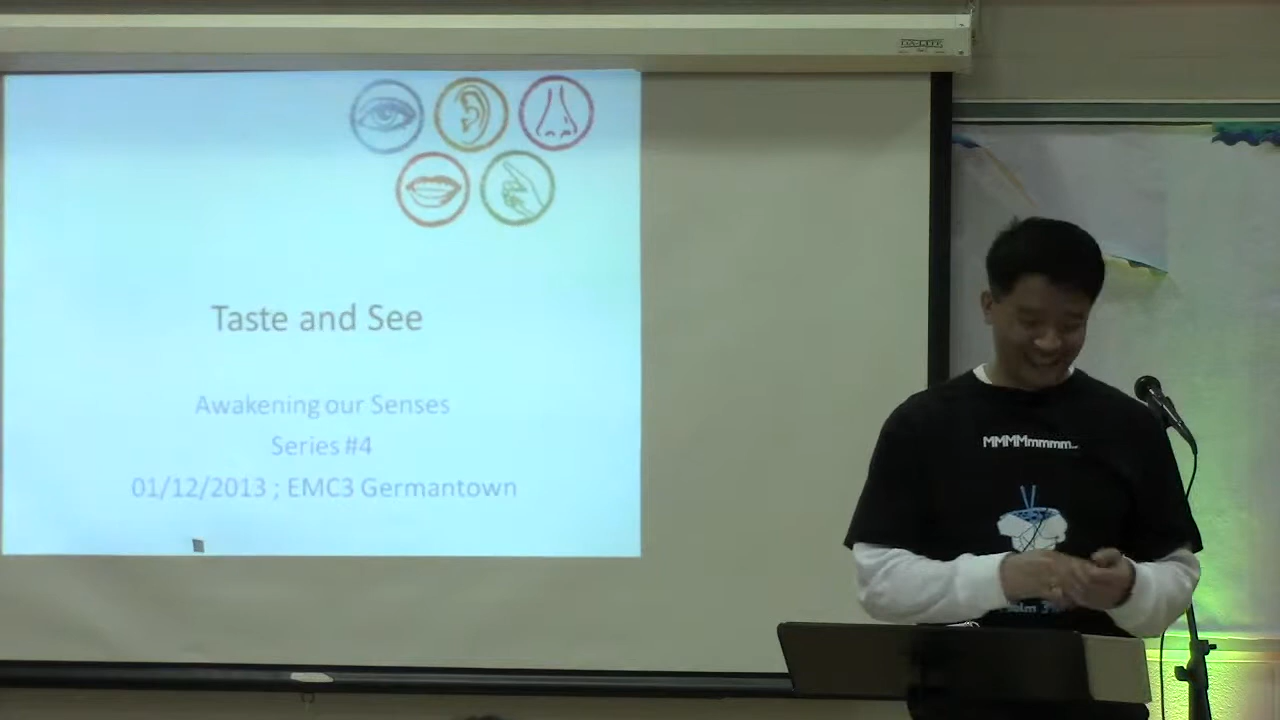 Taste and See
Awakening our Senses
Series #4
01/12/2013 ; EMC3 Germantown
MMMMmmmm...